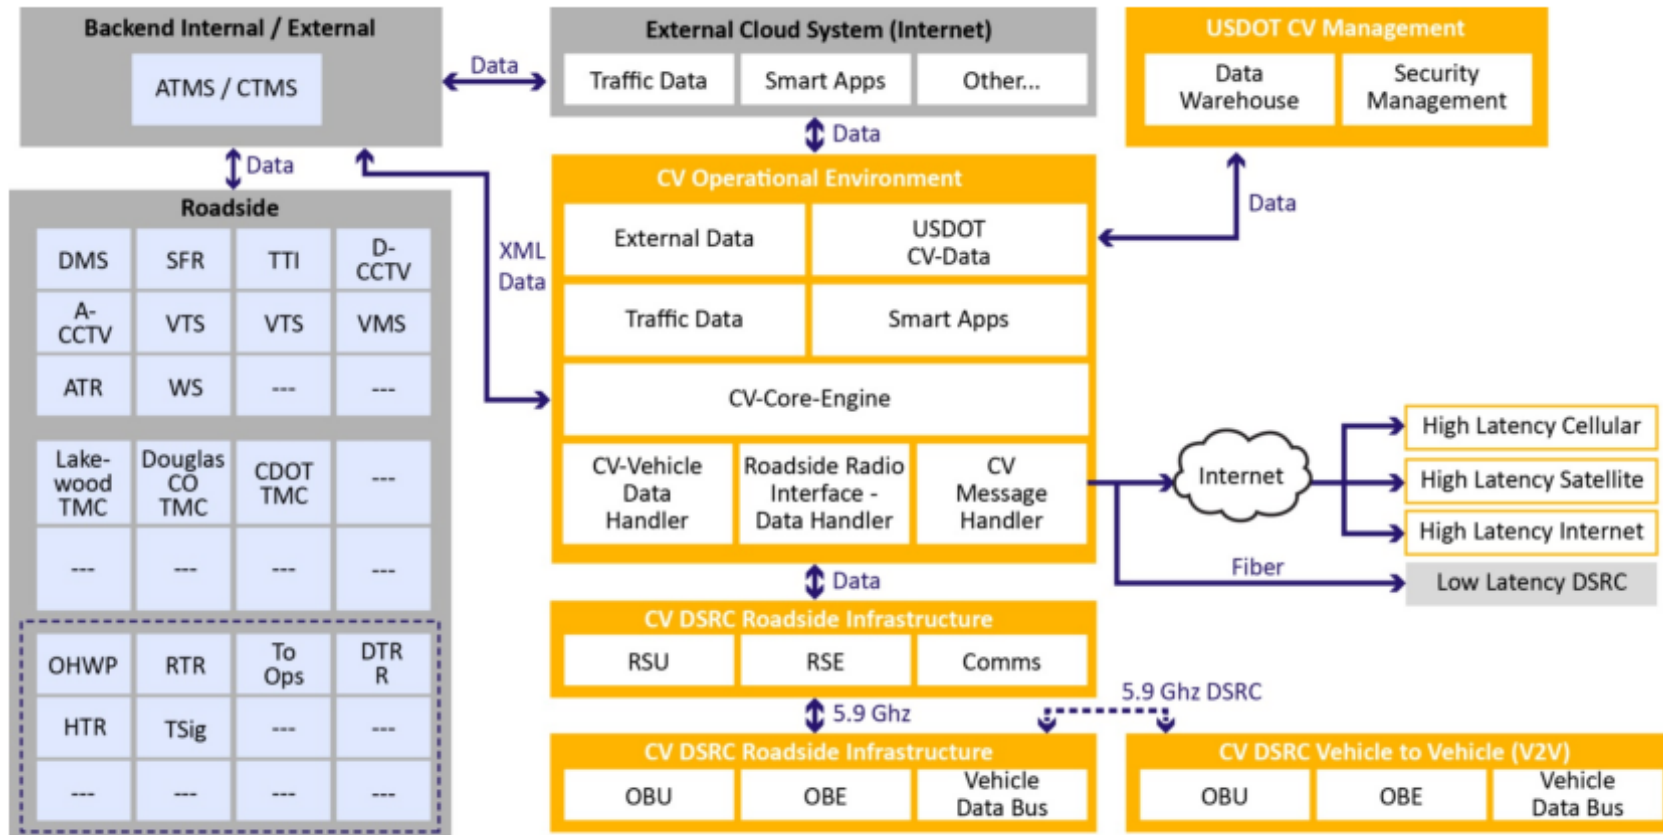 Backend Internal / External
ATMS / CTMS
Data
External Cloud System (Internet)
Traffic Data
Smart Apps
Other...
USDOT CV Management
Data
Warehouse
Security
Management
Data
Data
Data
XML
Data
Roadside
DMS
SFR
TTI
D-
CCTV
A-
CCTV
VTS
VTS
VMS
ATR
WS
---
---
Lake-
wood
TMC
Douglas
CO
TMC
CDOT
TMC
---
---
---
---
---
OHWP
RTR
To
Ops
DTR
R
HTR
TSig
---
---
---
---
---
---
CV Operational Environment
External Data
USDOT
CV-Data
Traffic Data
Smart Apps
CV-Core-Engine
CV-Vehicle
Data
Handler
Roadside Radio
Interface -
Data Handler
CV
Message
Handler
Internet
High Latency Cellular
High Latency Satellite
High Latency Internet
Fiber
Low Latency DSRC
Data
CV DSRC Roadside Infrastructure
RSU
RSE
Comms
5.9 Ghz
5.9 Ghz DSRC
CV DSRC Roadside Infrastructure
OBU
OBE
Vehicle
Data Bus
CV DSRC Vehicle to Vehicle (V2V)
OBU
OBE
Vehicle
Data Bus